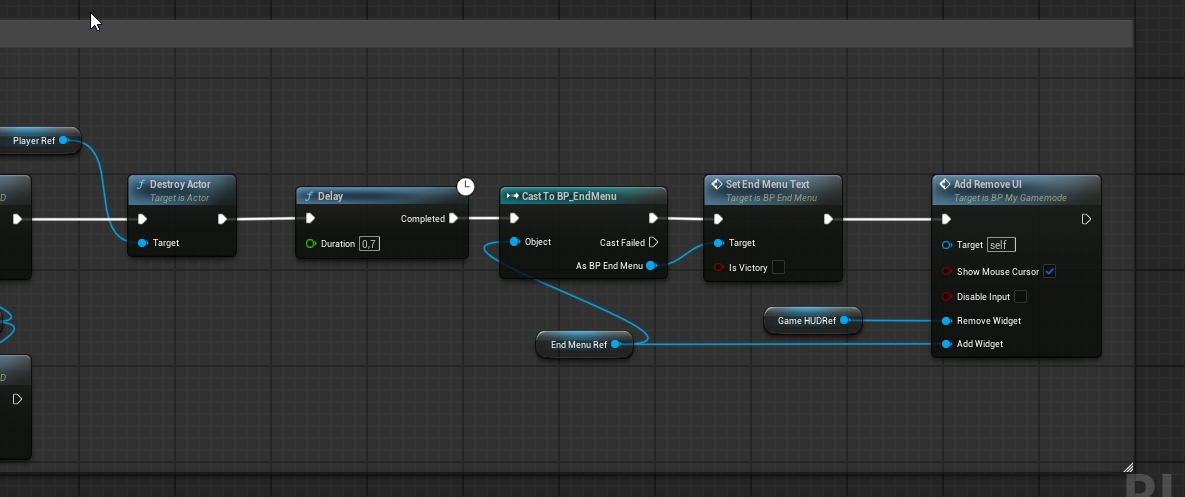 Player Ref
D
Destroy Actor
Target is Actor
Target
Delay
Completed
Duration 0,7
Cast To BP_EndMenu
Object
Cast Failed
As BP End Menu
Set End Menu Text
Target is BP End Menu
Target
Is Victory
Add Remove UI
Target is BP My Gamemode
Target self
Show Mouse Cursor
Disable Input
Remove Widget
Add Widget
Game HUDRef
End Menu Ref
D